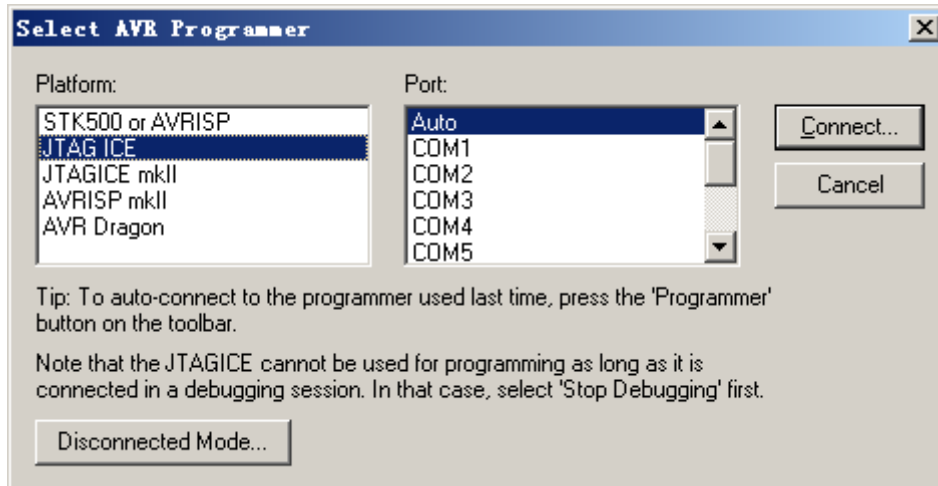 Select AVR Programmer
Platform:
Port:
STK500 or AVRISP
JTAG ICE
JTAGICE mkII
AVRISP mkII
AVR Dragon
Auto
COM1
COM2
COM3
COM4
COM5
Connect...
Cancel
Tip: To auto-connect to the programmer used last time, press the 'Programmer'
button on the toolbar.
Note that the JTAGICE cannot be used for programming as long as it is
connected in a debugging session. In that case, select 'Stop Debugging' first.
Disconnected Mode...